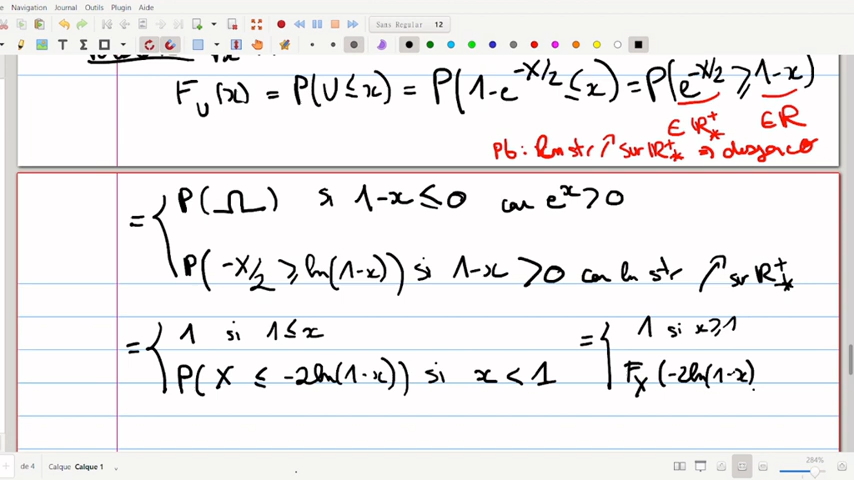 Navigation Journal Outils Plugin Aide
Sans Regular 12
F_U(x) = P(U ≤ x) = P(1-e^{-X/2} ≤ x) = P(e^{-X/2} ≥ 1-x)
∈ ℝ^+_* ∈ ℝ
Pb : ln str ↗ sur ℝ^+_* ⇒
= { P(Ω) si 1-x ≤ 0 car e^x > 0
P(-X/2 ≥ ln(1-x)) si 1-x > 0 car ln str ↗ sur ℝ^+_*
= { 1 si 1 ≤ x = { 1 si x ≥ 1
P(X ≤ -2ln(1-x)) si x < 1 F_X(-2ln(1-x)
de 4 Calque Calque 1 284%